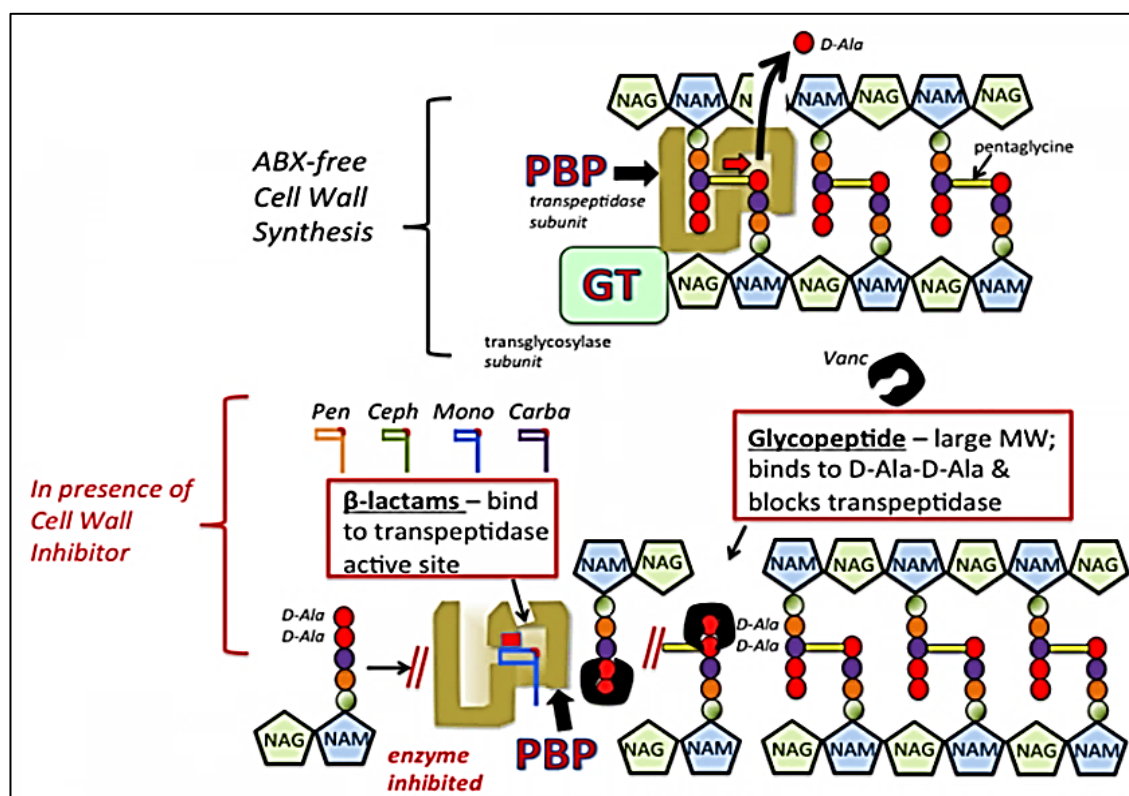 D-Ala
NAG NAM N NAM NAG NAM NAG
ABX-free
Cell Wall
Synthesis
PBP
transpeptidase
subunit
pentaglycine
GT
NAG NAM NAG NAM NAG NAM
transglycosylase
subunit
Vanc
Pen Ceph Mono Carba
In presence of
Cell Wall
Inhibitor
β-lactams – bind
to transpeptidase
active site
Glycopeptide – large MW;
binds to D-Ala-D-Ala &
blocks transpeptidase
NAM NAG
NAM NAG NAM NAG NAM NAG
D-Ala
D-Ala
D-Ala
D-Ala
NAG NAM
enzyme
inhibited
PBP
NAG NAM
NAG NAM NAG NAM NAG NAM